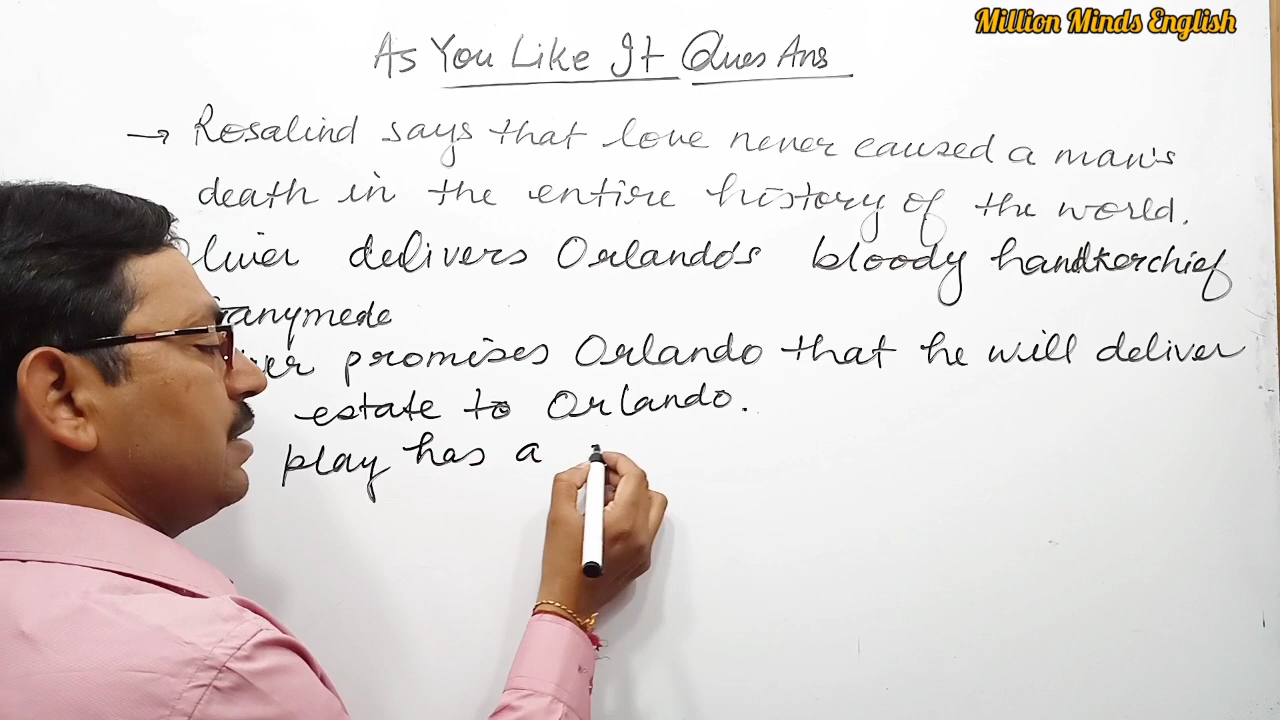 Million Minds English
As You Like It Ques Ans
→ Rosalind says that love never caused a man's
death in the entire history of the world.
delivers Orlando's bloody handkerchief
promises Orlando that he will deliver
estate to Orlando.
play has a